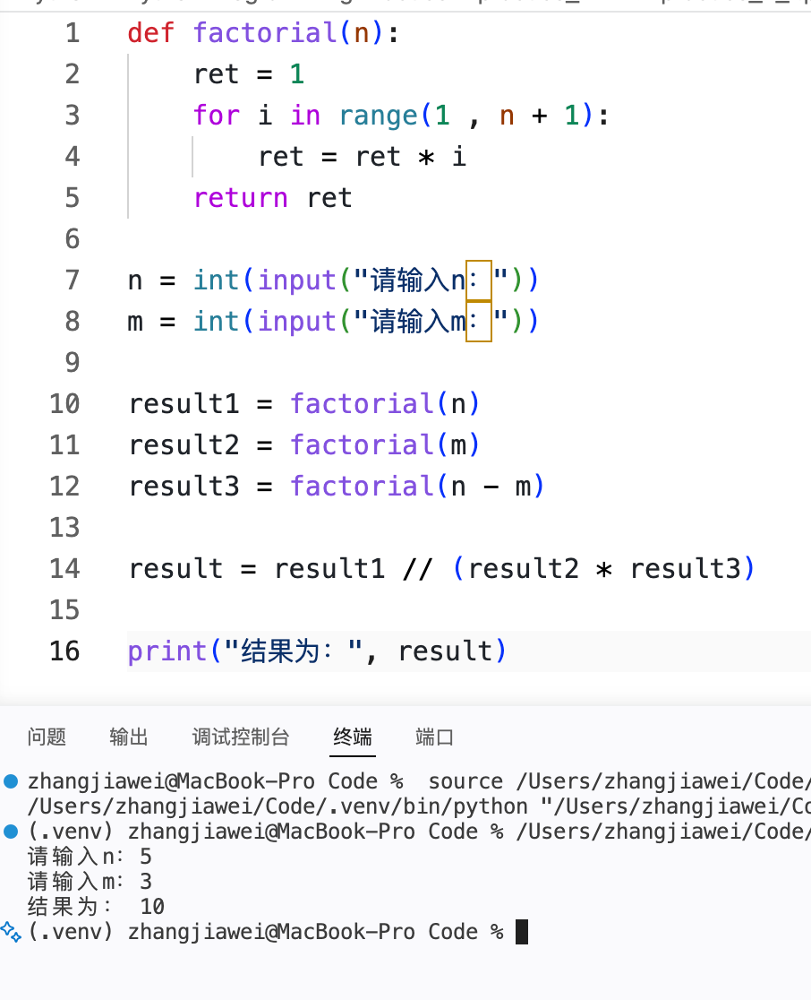 1 def factorial(n):
2 ret = 1
3 for i in range(1 , n + 1):
4 ret = ret * i
5 return ret
6
7 n = int(input("请输入n："))
8 m = int(input("请输入m："))
9
10 result1 = factorial(n)
11 result2 = factorial(m)
12 result3 = factorial(n - m)
13
14 result = result1 // (result2 * result3)
15
16 print("结果为：", result)
问题 输出 调试控制台 终端 端口
zhangjiawei@MacBook-Pro Code % source /Users/zhangjiawei/Code/
/Users/zhangjiawei/Code/.venv/bin/python "/Users/zhangjiawei/Co
(.venv) zhangjiawei@MacBook-Pro Code % /Users/zhangjiawei/Code/
请输入n：5
请输入m：3
结果为： 10
(.venv) zhangjiawei@MacBook-Pro Code %